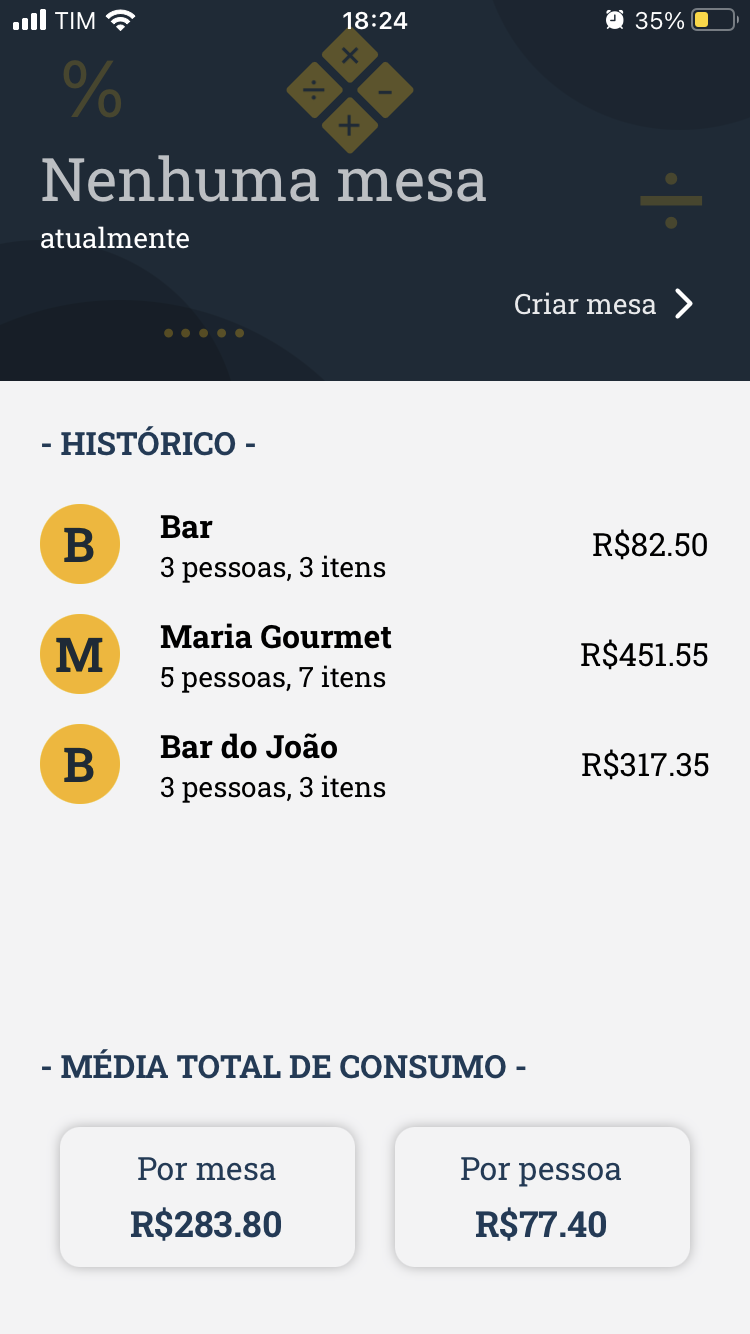 TIM 18:24 35%
%
×
÷ -
+
Nenhuma mesa
÷
atualmente
Criar mesa
- HISTÓRICO -
B Bar R$82.50
3 pessoas, 3 itens
M Maria Gourmet R$451.55
5 pessoas, 7 itens
B Bar do João R$317.35
3 pessoas, 3 itens
- MÉDIA TOTAL DE CONSUMO -
Por mesa Por pessoa
R$283.80 R$77.40